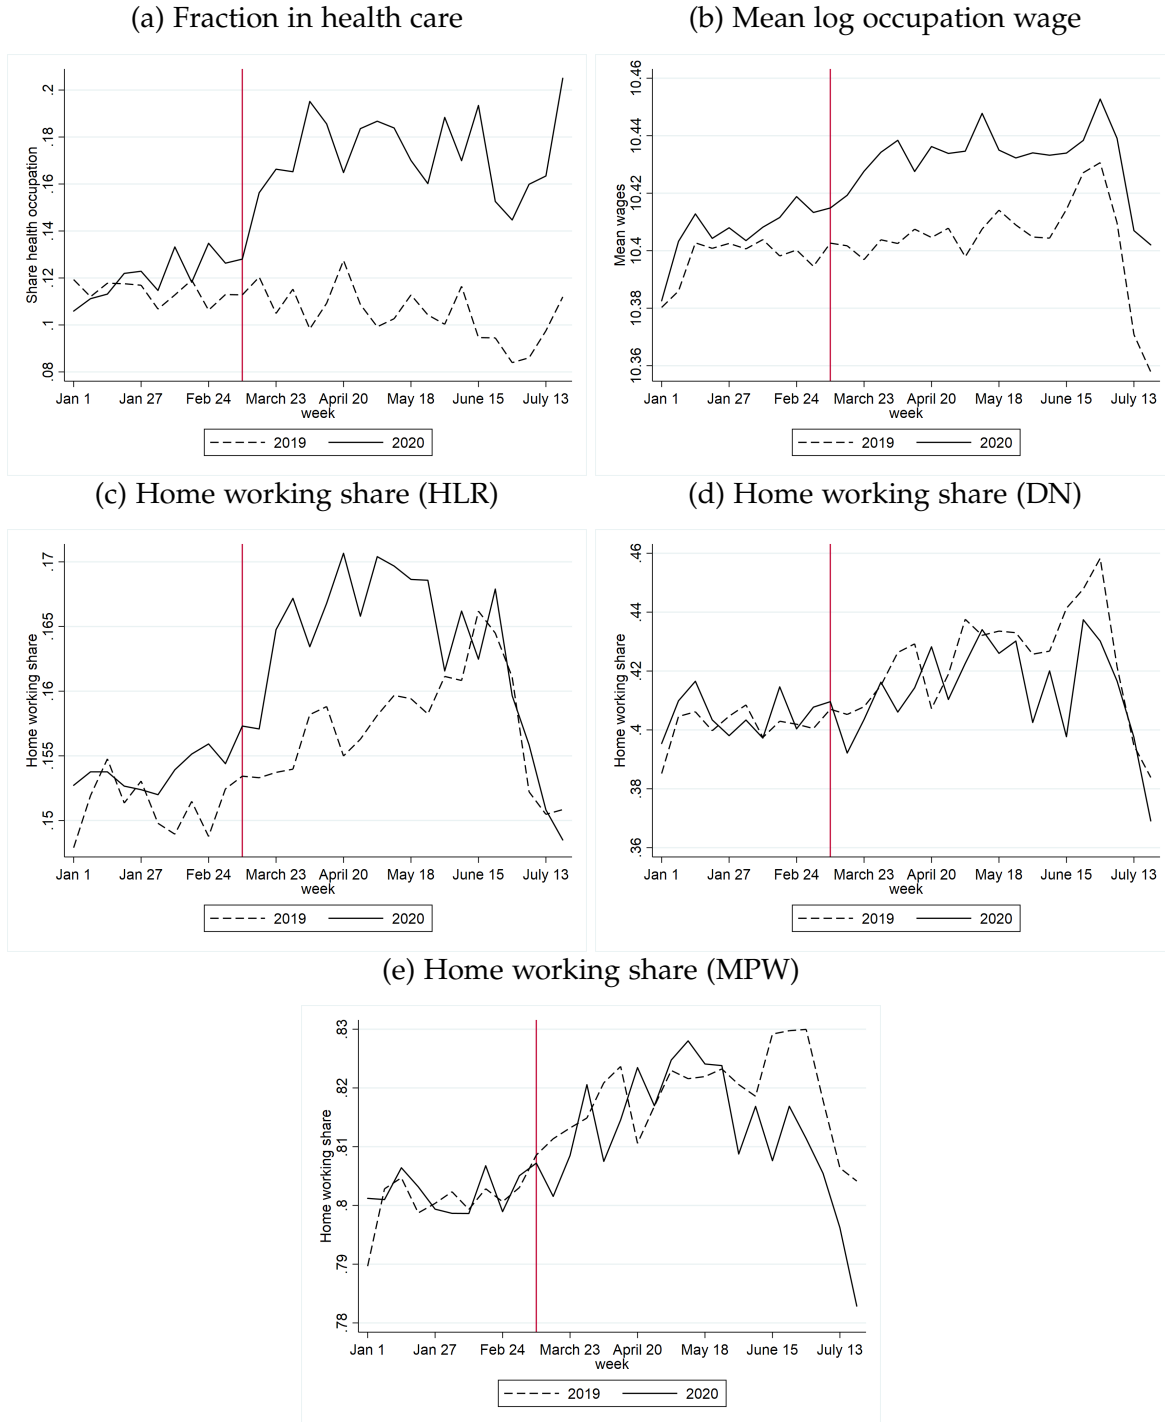 (a) Fraction in health care
Share health occupation
.2
.18
.16
.14
.12
.1
.08
Jan 1 Jan 27 Feb 24 March 23 April 20 May 18 June 15 July 13
week
2019 2020
(b) Mean log occupation wage
Mean wages
10.46
10.44
10.42
10.4
10.38
10.36
Jan 1 Jan 27 Feb 24 March 23 April 20 May 18 June 15 July 13
week
2019 2020
(c) Home working share (HLR)
Home working share
.17
.165
.16
.155
.15
Jan 1 Jan 27 Feb 24 March 23 April 20 May 18 June 15 July 13
week
2019 2020
(d) Home working share (DN)
Home working share
.46
.44
.42
.4
.38
.36
Jan 1 Jan 27 Feb 24 March 23 April 20 May 18 June 15 July 13
week
2019 2020
(e) Home working share (MPW)
Home working share
.83
.82
.81
.8
.79
.78
Jan 1 Jan 27 Feb 24 March 23 April 20 May 18 June 15 July 13
week
2019 2020